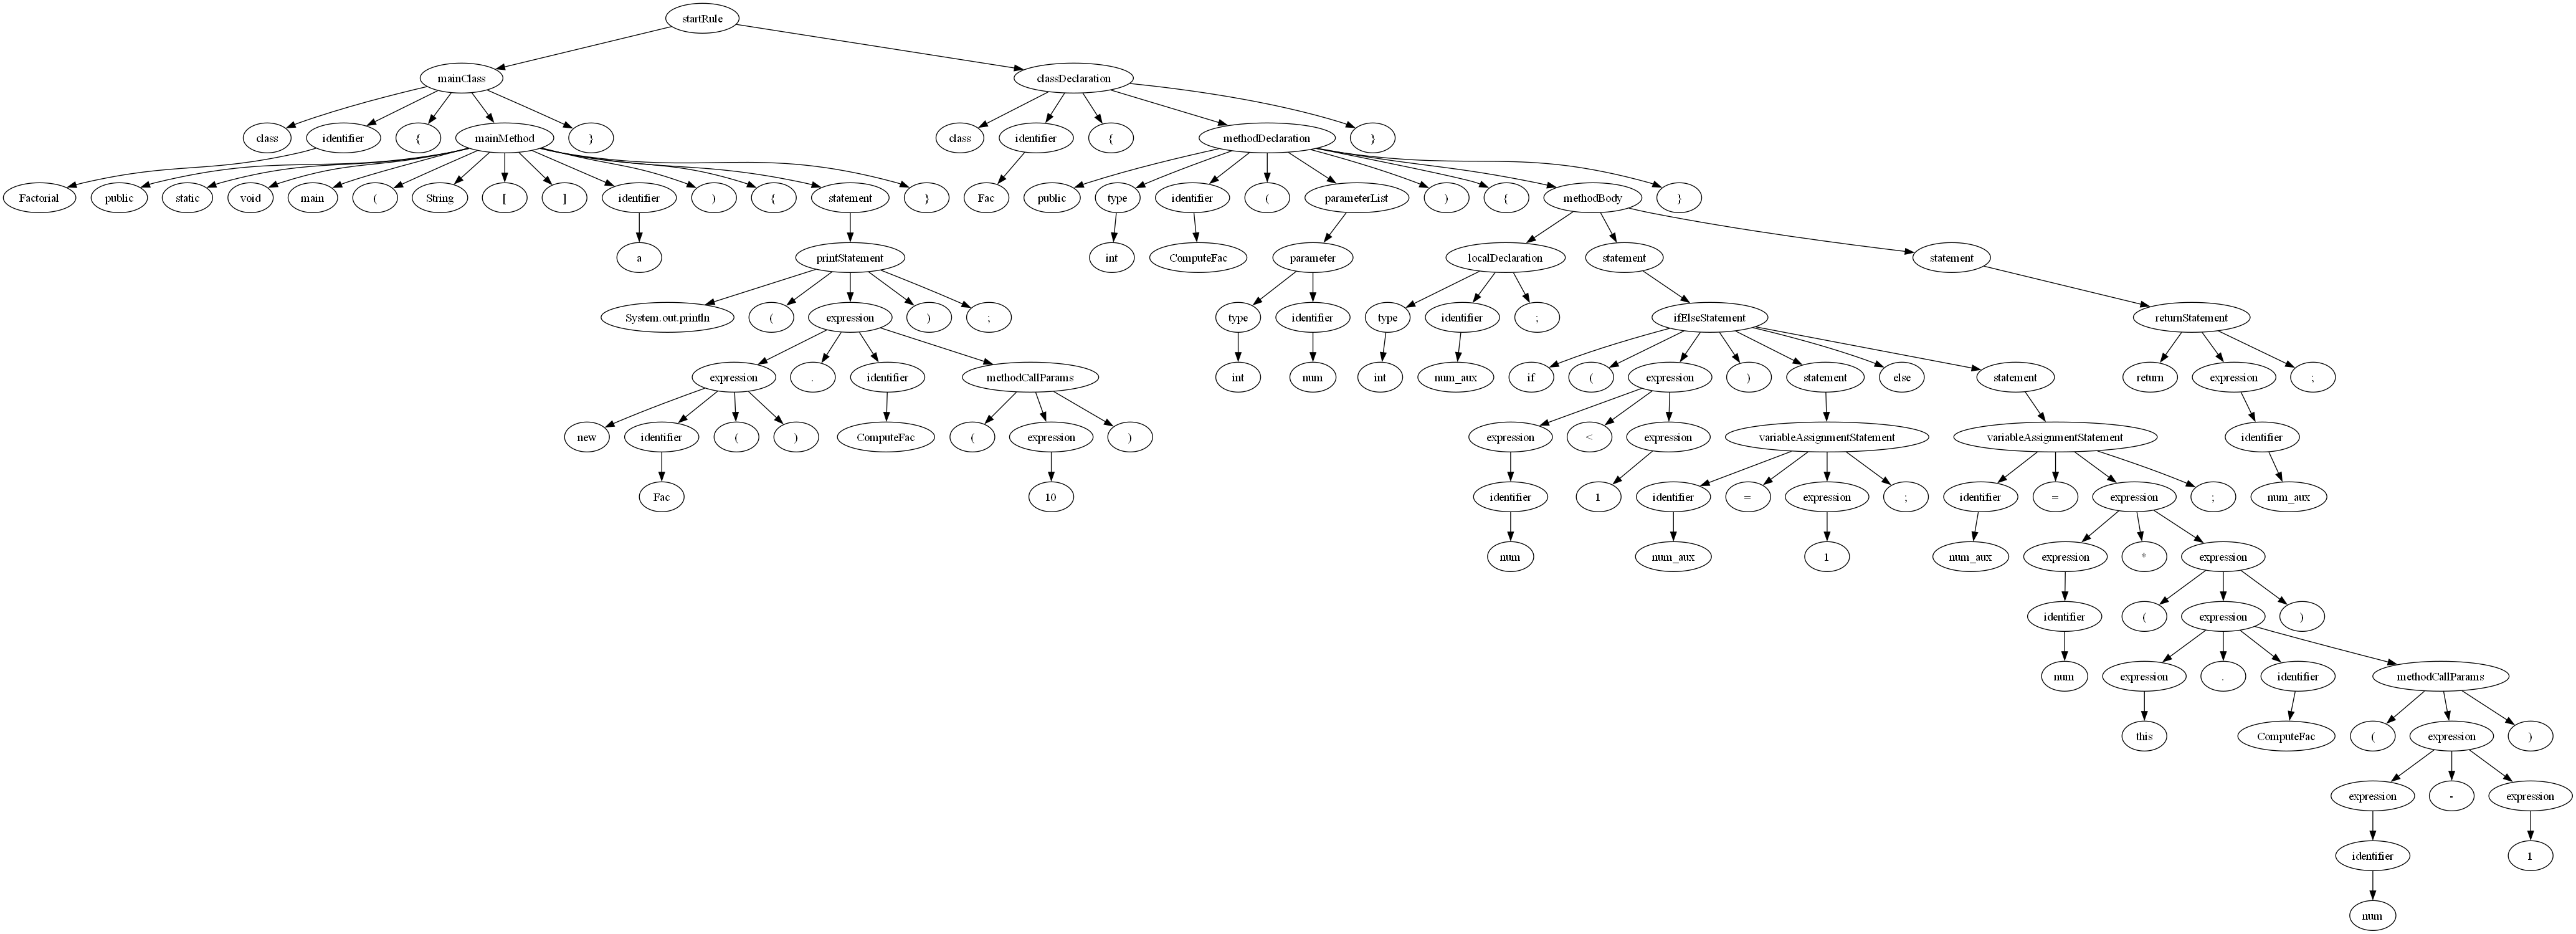 startRule
mainClass classDeclaration
class identifier { mainMethod } class identifier { methodDeclaration }
Factorial public static void main ( String [ ] identifier ) { statement } Fac public type identifier ( parameterList ) { methodBody }
a printStatement int ComputeFac parameter localDeclaration statement statement
System.out.println ( expression ) ; type identifier type identifier ; ifElseStatement returnStatement
expression . identifier methodCallParams int num int num_aux if ( expression ) statement else statement return expression ;
new identifier ( ) ComputeFac ( expression ) expression < expression variableAssignmentStatement variableAssignmentStatement identifier
Fac 10 identifier 1 identifier = expression ; identifier = expression ; num_aux
num num_aux 1 num_aux expression * expression
identifier ( expression )
num expression . identifier methodCallParams
this ComputeFac ( expression )
expression - expression
identifier 1
num